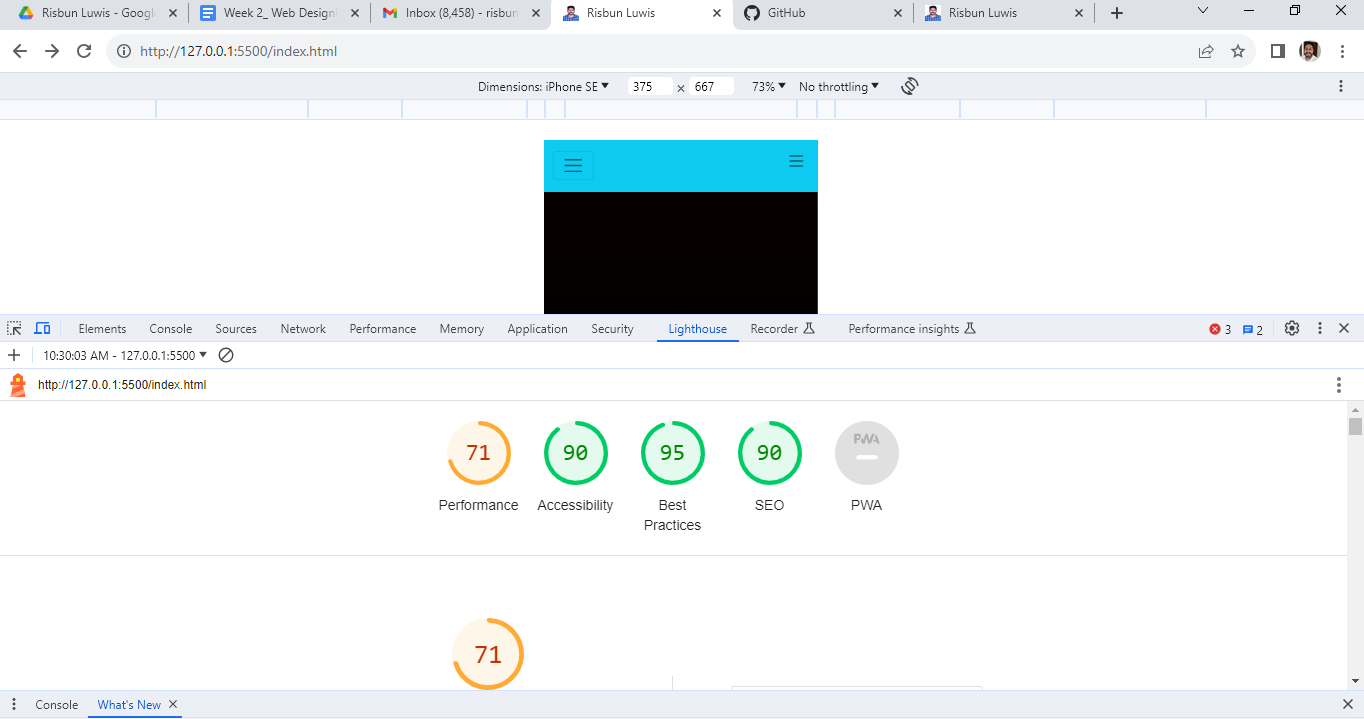 Risbun Luwis - Googl
Week 2_ Web Designi
Inbox (8,458) - risbun
Risbun Luwis
GitHub
Risbun Luwis
http://127.0.0.1:5500/index.html
Dimensions: iPhone SE 375 × 667 73% No throttling
Elements Console Sources Network Performance Memory Application Security Lighthouse Recorder Performance insights 3 2
10:30:03 AM - 127.0.0.1:5500
http://127.0.0.1:5500/index.html
71 90 95 90 PWA
Performance Accessibility Best Practices SEO PWA
71
Console What's New